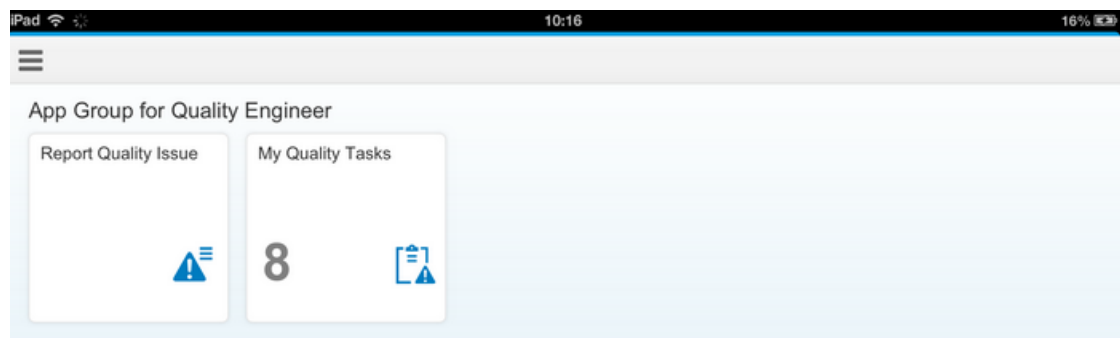 iPad 10:16 16%
App Group for Quality Engineer
Report Quality Issue My Quality Tasks
8